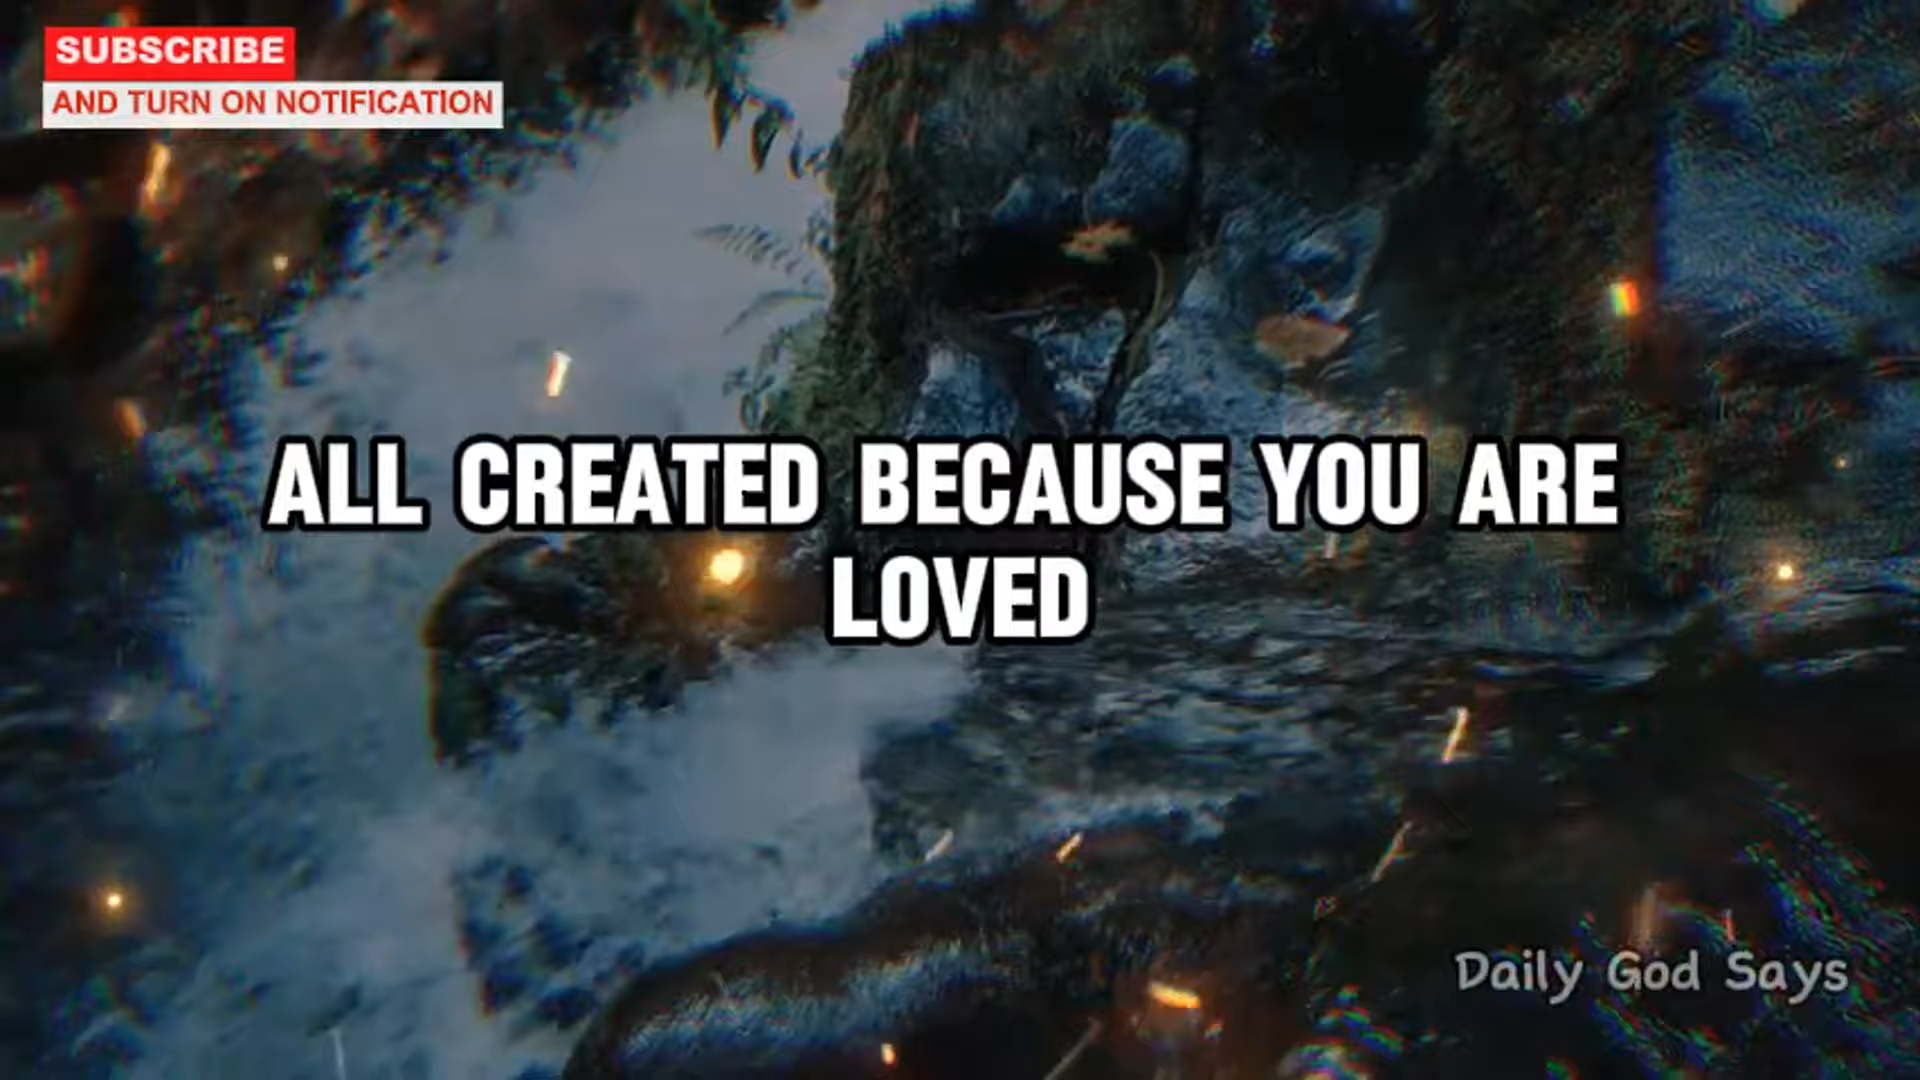 SUBSCRIBE
AND TURN ON NOTIFICATION
ALL CREATED BECAUSE YOU ARE
LOVED
Daily God Says